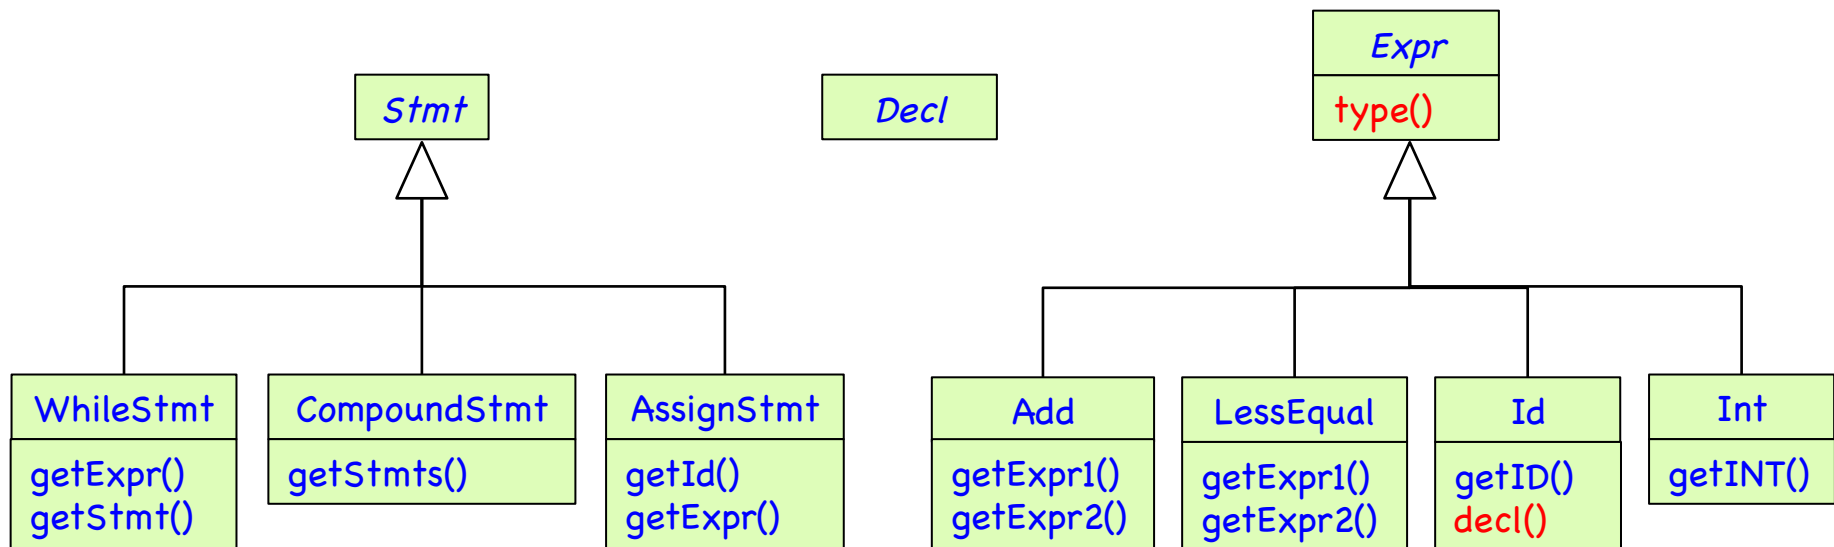 Expr
type()
Stmt
Decl
WhileStmt
getExpr()
getStmt()
CompoundStmt
getStmts()
AssignStmt
getId()
getExpr()
Add
getExpr1()
getExpr2()
LessEqual
getExpr1()
getExpr2()
Id
getID()
decl()
Int
getINT()